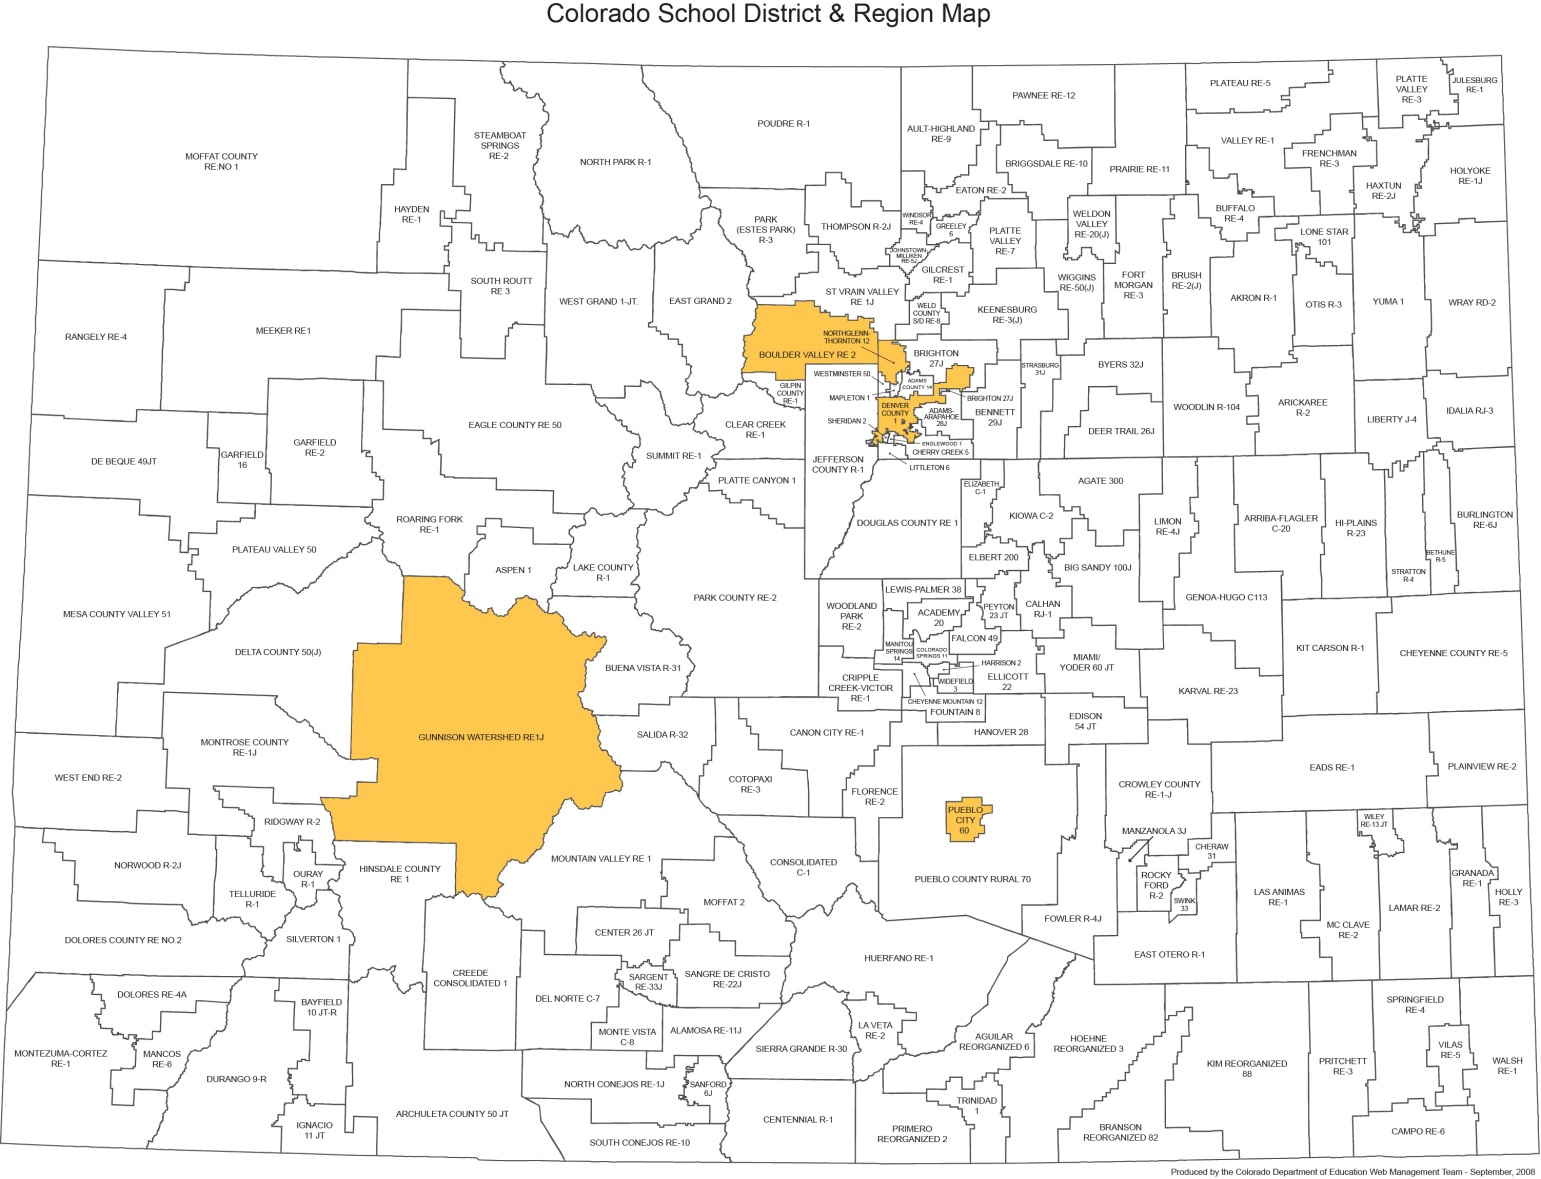 Colorado School District & Region Map
MOFFAT COUNTY
RE:NO 1
HAYDEN
RE-1
STEAMBOAT
SPRINGS
RE-2
NORTH PARK R-1
POUDRE R-1
AULT-HIGHLAND
RE-9
PAWNEE RE-12
BRIGGSDALE RE-10
PRAIRIE RE-11
PLATEAU RE-5
VALLEY RE-1
FRENCHMAN
RE-3
PLATTE
VALLEY
RE-3
JULESBURG
RE-1
HAXTUN
RE-2J
HOLYOKE
RE-1J
BUFFALO
RE-4
LONE STAR
101
EATON RE-2
WINDSOR
RE-4
GREELEY
6
PLATTE
VALLEY
RE-7
WELDON
VALLEY
RE-20(J)
PARK
(ESTES PARK)
R-3
THOMPSON R-2J
JOHNSTOWN-
MILLIKEN
RE-5J
GILCREST
RE-1
SOUTH ROUTT
RE 3
WEST GRAND 1-JT.
EAST GRAND 2
ST VRAIN VALLEY
RE 1J
WELD
COUNTY
S/D RE-8
KEENESBURG
RE-3(J)
WIGGINS
RE-50(J)
FORT
MORGAN
RE-3
BRUSH
RE-2(J)
AKRON R-1
OTIS R-3
YUMA 1
WRAY RD-2
RANGELY RE-4
MEEKER RE1
BOULDER VALLEY RE 2
NORTHGLENN-
THORNTON 12
BRIGHTON
27J
WESTMINSTER 50
ADAMS
COUNTY 14
MAPLETON 1
BRIGHTON 27J
STRASBURG
31J
BYERS 32J
GILPIN
COUNTY
RE-1
DENVER
COUNTY
1
ADAMS-
ARAPAHOE
28J
BENNETT
29J
DEER TRAIL 26J
WOODLIN R-104
ARICKAREE
R-2
LIBERTY J-4
IDALIA RJ-3
SHERIDAN 2
ENGLEWOOD 1
CHERRY CREEK 5
LITTLETON 6
CLEAR CREEK
RE-1
JEFFERSON
COUNTY R-1
EAGLE COUNTY RE 50
SUMMIT RE-1
PLATTE CANYON 1
DE BEQUE 49JT
GARFIELD
16
GARFIELD
RE-2
ROARING FORK
RE-1
PLATEAU VALLEY 50
ASPEN 1
LAKE COUNTY
R-1
DOUGLAS COUNTY RE 1
ELIZABETH
C-1
KIOWA C-2
AGATE 300
ELBERT 200
BIG SANDY 100J
LIMON
RE-4J
ARRIBA-FLAGLER
C-20
HI-PLAINS
R-23
STRATTON
R-4
BETHUNE
R-5
BURLINGTON
RE-6J
MESA COUNTY VALLEY 51
DELTA COUNTY 50(J)
PARK COUNTY RE-2
WOODLAND
PARK
RE-2
LEWIS-PALMER 38
ACADEMY
20
PEYTON
23 JT
CALHAN
RJ-1
FALCON 49
MANITOU
SPRINGS
14
COLORADO
SPRINGS 11
HARRISON 2
WIDEFIELD
3
ELLICOTT
22
MIAMI/
YODER 60 JT
GENOA-HUGO C113
KIT CARSON R-1
CHEYENNE COUNTY RE-5
KARVAL RE-23
BUENA VISTA R-31
CRIPPLE
CREEK-VICTOR
RE-1
CHEYENNE MOUNTAIN 12
FOUNTAIN 8
HANOVER 28
EDISON
54 JT
GUNNISON WATERSHED RE1J
SALIDA R-32
CANON CITY RE-1
COTOPAXI
RE-3
FLORENCE
RE-2
MONTROSE COUNTY
RE-1J
WEST END RE-2
RIDGWAY R-2
PUEBLO
CITY
60
PUEBLO COUNTY RURAL 70
CROWLEY COUNTY
RE-1-J
EADS RE-1
PLAINVIEW RE-2
WILEY
RE-13 JT
MANZANOLA 3J
CHERAW
31
ROCKY
FORD
R-2
SWINK
33
NORWOOD R-2J
TELLURIDE
R-1
OURAY
R-1
HINSDALE COUNTY
RE 1
MOUNTAIN VALLEY RE 1
CONSOLIDATED
C-1
MOFFAT 2
FOWLER R-4J
LAS ANIMAS
RE-1
MC CLAVE
RE-2
LAMAR RE-2
GRANADA
RE-1
HOLLY
RE-3
DOLORES COUNTY RE NO.2
SILVERTON 1
CREEDE
CONSOLIDATED 1
CENTER 26 JT
SARGENT
RE-33J
SANGRE DE CRISTO
RE-22J
HUERFANO RE-1
EAST OTERO R-1
DEL NORTE C-7
MONTE VISTA
C-8
ALAMOSA RE-11J
LA VETA
RE-2
SIERRA GRANDE R-30
AGUILAR
REORGANIZED 6
HOEHNE
REORGANIZED 3
DOLORES RE-4A
BAYFIELD
10 JT-R
MONTEZUMA-CORTEZ
RE-1
MANCOS
RE-6
DURANGO 9-R
IGNACIO
11 JT
ARCHULETA COUNTY 50 JT
NORTH CONEJOS RE-1J
SANFORD
6J
SOUTH CONEJOS RE-10
CENTENNIAL R-1
PRIMERO
REORGANIZED 2
TRINIDAD
1
BRANSON
REORGANIZED 82
KIM REORGANIZED
88
PRITCHETT
RE-3
SPRINGFIELD
RE-4
VILAS
RE-5
WALSH
RE-1
CAMPO RE-6
Produced by the Colorado Department of Education Web Management Team - September, 2008